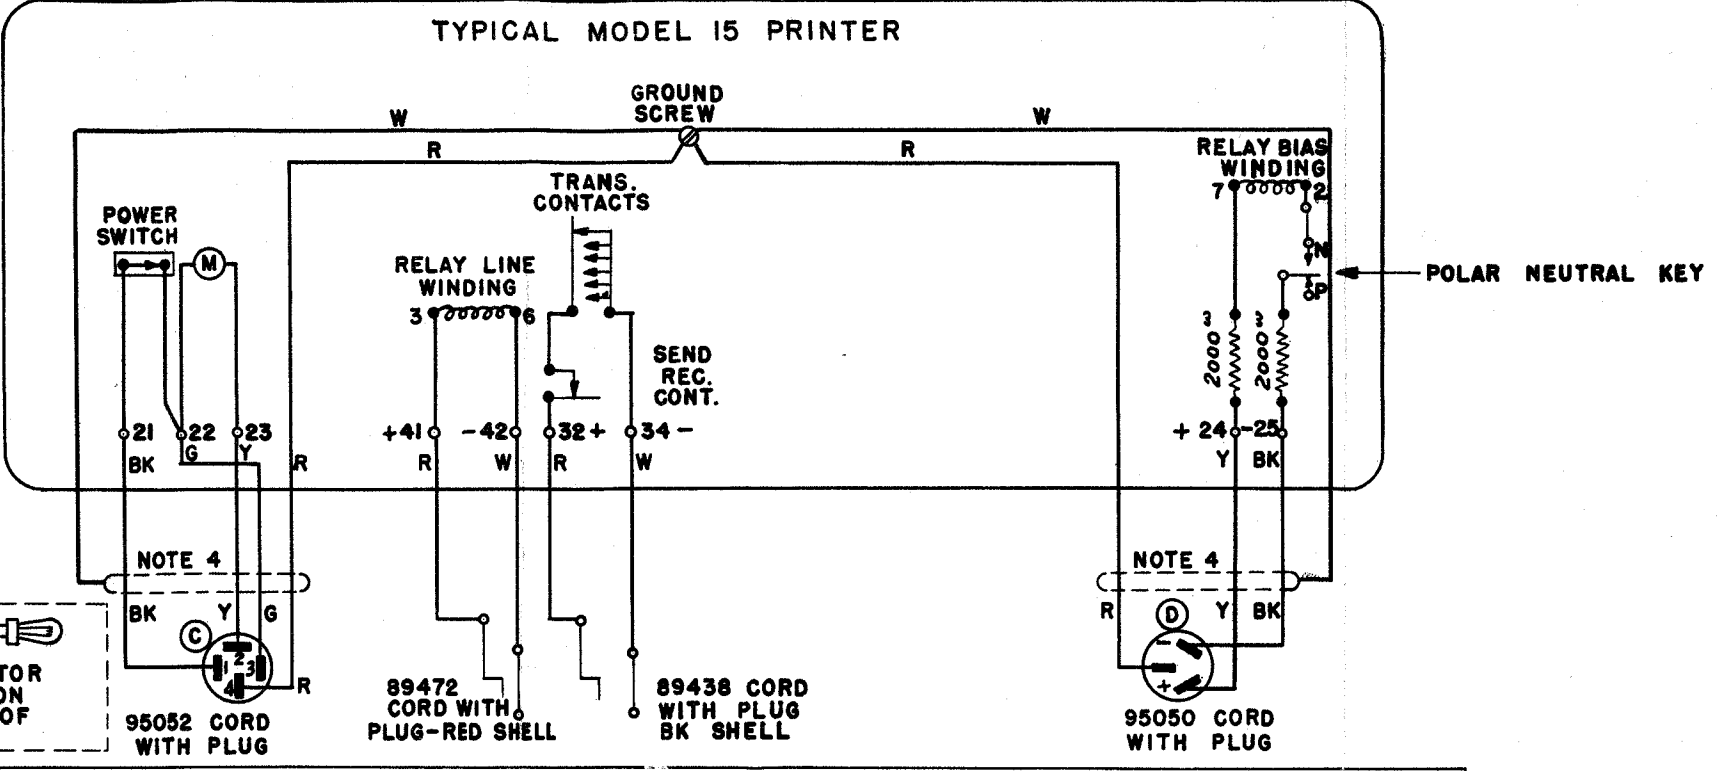 TYPICAL MODEL 15 PRINTER
GROUND
SCREW
W
W
R
R
RELAY BIAS
WINDING
7
2
TRANS.
CONTACTS
POWER
SWITCH
M
N
P
POLAR NEUTRAL KEY
RELAY LINE
WINDING
3
6
2000 ω
2000 ω
SEND
REC.
CONT.
21
22
23
+41
-42
32+
34-
+ 24
-25
BK
G
Y
R
R
W
R
W
Y
BK
NOTE 4
NOTE 4
BK
Y
G
R
Y
BK
C
D
1
2
3
4
R
-
+
TOR
ON
OF
95052 CORD
WITH PLUG
89472
CORD WITH
PLUG-RED SHELL
89438 CORD
WITH PLUG
BK SHELL
95050 CORD
WITH PLUG